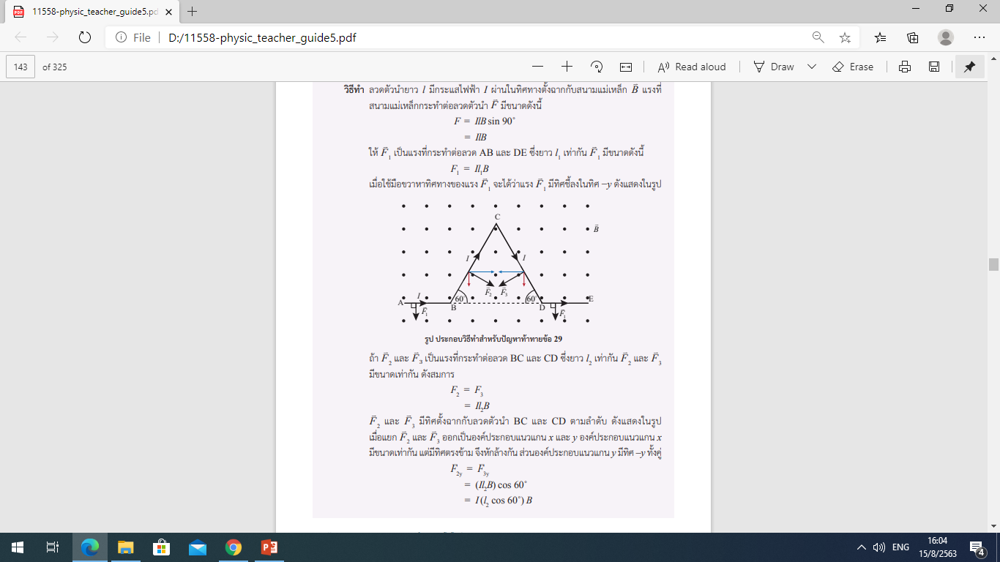 11558-physic_teacher_guide5.pd
File
D:/11558-physic_teacher_guide5.pdf
143
of 325
Read aloud
Draw
Erase
วิธีทำ ลวดตัวนำยาว l มีกระแสไฟฟ้า I ผ่านในทิศทางตั้งฉากกับสนามแม่เหล็ก B⃗ แรงที่
สนามแม่เหล็กกระทำต่อลวดตัวนำ F⃗ มีขนาดดังนี้
F = IlB sin 90˚
= IlB
ให้ F⃗₁ เป็นแรงที่กระทำต่อลวด AB และ DE ซึ่งยาว l₁ เท่ากัน F⃗₁ มีขนาดดังนี้
F₁ = Il₁B
เมื่อใช้มือขวาหาทิศทางของแรง F⃗₁ จะได้ว่าแรง F⃗₁ มีทิศชี้ลงในทิศ –y ดังแสดงในรูป
C
B⃗
I I
F⃗₂ F⃗₃
A I 60˚ 60˚ E
B D
F⃗₁ F⃗₁
รูป ประกอบวิธีทำสำหรับปัญหาท้าทายข้อ 29
ถ้า F⃗₂ และ F⃗₃ เป็นแรงที่กระทำต่อลวด BC และ CD ซึ่งยาว l₂ เท่ากัน F⃗₂ และ F⃗₃
มีขนาดเท่ากัน ดังสมการ
F₂ = F₃
= Il₂B
F⃗₂ และ F⃗₃ มีทิศตั้งฉากกับลวดตัวนำ BC และ CD ตามลำดับ ดังแสดงในรูป
เมื่อแยก F⃗₂ และ F⃗₃ ออกเป็นองค์ประกอบแนวแกน x และ y องค์ประกอบแนวแกน x
มีขนาดเท่ากัน แต่มีทิศตรงข้าม จึงหักล้างกัน ส่วนองค์ประกอบแนวแกน y มีทิศ –y ทั้งคู่
F₂y = F₃y
= (Il₂B) cos 60˚
= I (l₂ cos 60˚) B
ENG
16:04
15/8/2563
4